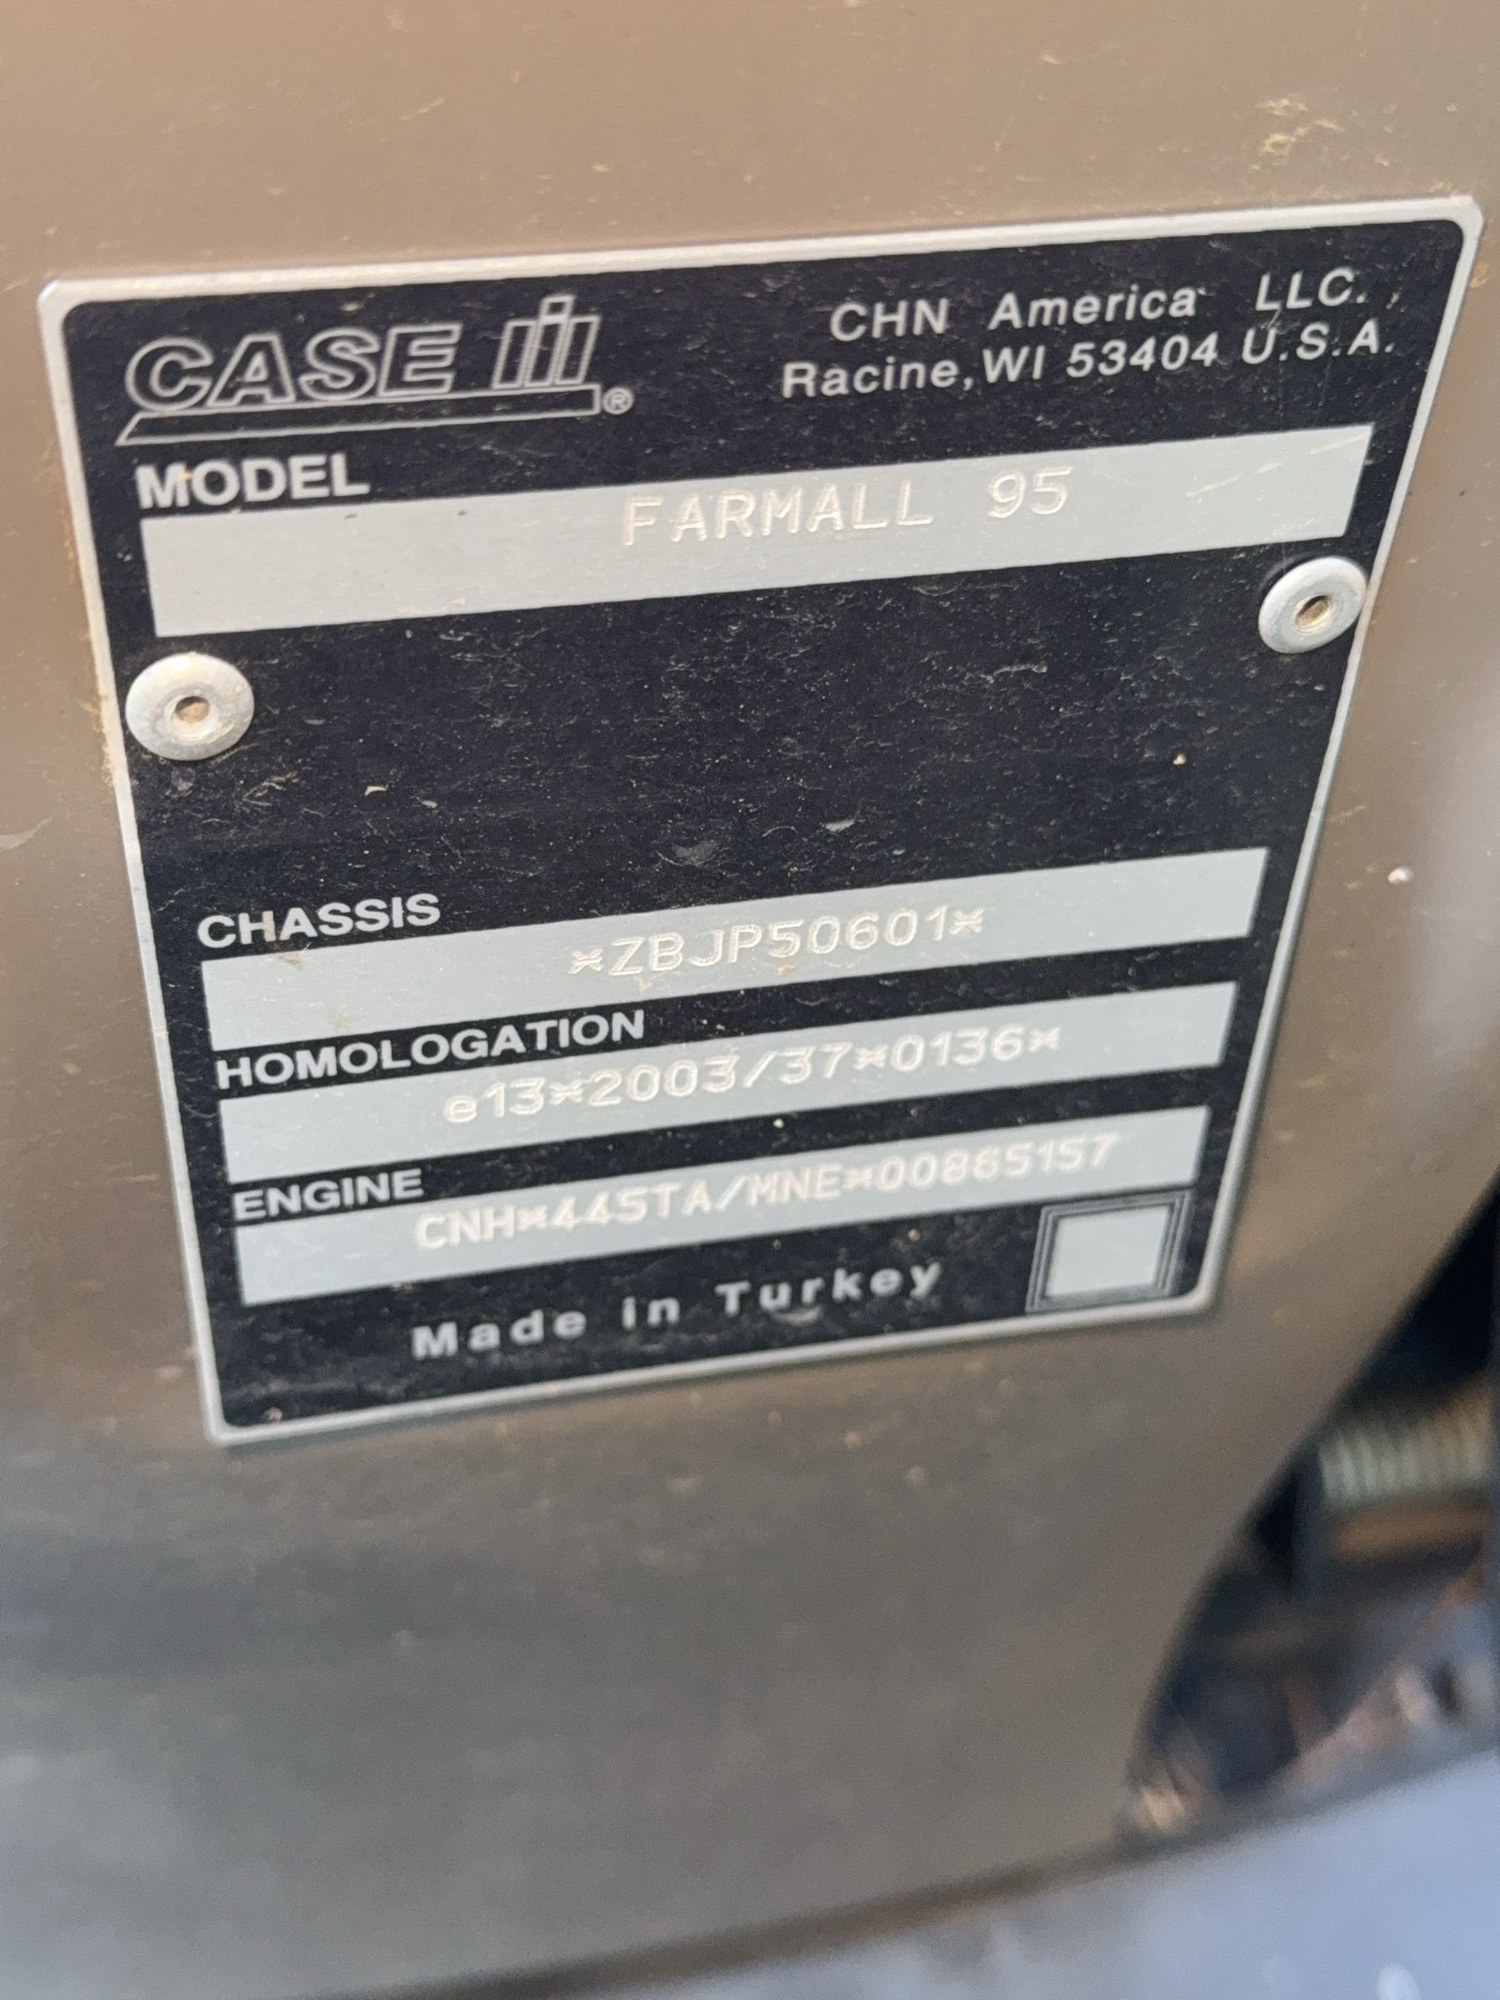 CASE IH®
CHN America LLC.
Racine, WI 53404 U.S.A.
MODEL
FARMALL 95
CHASSIS
*ZBJP50601*
HOMOLOGATION
e13*2003/37*0136*
ENGINE
CNH*445TA/MNE*00865157
Made in Turkey